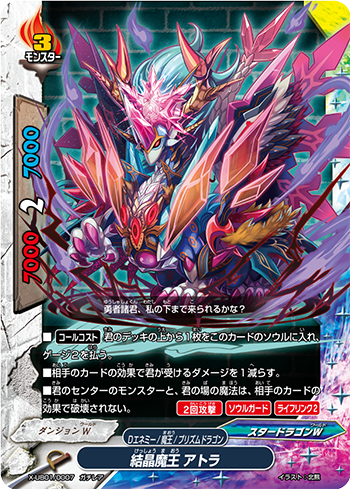 3
モンスター
7000
2
7000
勇者諸君、私の下まで来られるかな？
■コールコスト 君のデッキの上から1枚をこのカードのソウルに入れ、
ゲージ2を払う。
■相手のカードの効果で君が受けるダメージを1減らす。
■君のセンターのモンスターと、君の場の魔法は、相手のカードの
効果で破壊されない。
2回攻撃 ソウルガード ライフリンク2
ダンジョンW
スタードラゴンW
DエネミーI/魔王/プリズムドラゴン
結晶魔王 アトラ
X-UB01/0007 ガチレア
イラスト:北熊